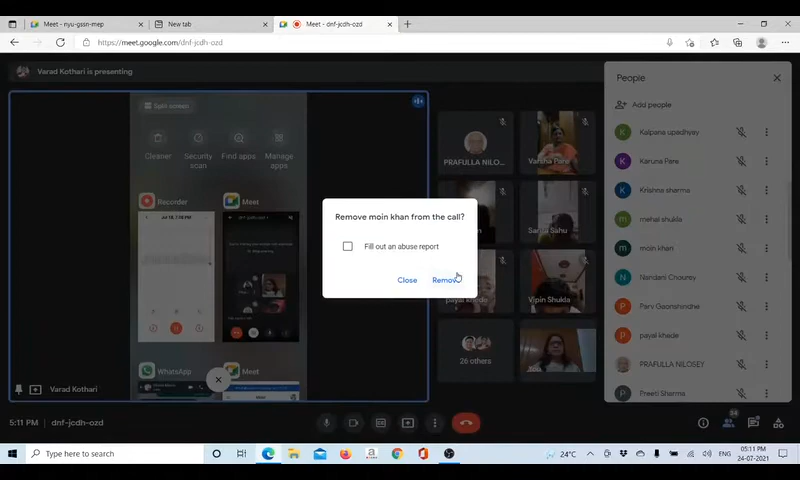 Meet - nyu-gssn-mep
New tab
Meet - dnf-jcdh-ozd
https://meet.google.com/dnf-jcdh-ozd
Varad Kothari is presenting
People
Add people
Kalpana upadhyay
Karuna Pare
Krishna sharma
mehal shukla
moin khan
payal khede
PRAFULLA NILOSEY
Preeti Sharma
Split screen
Cleaner
Security scan
Find apps
Manage apps
Recorder
Meet
WhatsApp
Meet
Varad Kothari
PRAFULLA NILO...
Varsha Pare
Sarita Sahu
payal khede
Vipin Shukla
26 others
You
Remove moin khan from the call?
Fill out an abuse report
Close
Remove
5:11 PM
dnf-jcdh-ozd
Type here to search
24°C
ENG
05:11 PM
24-07-2021